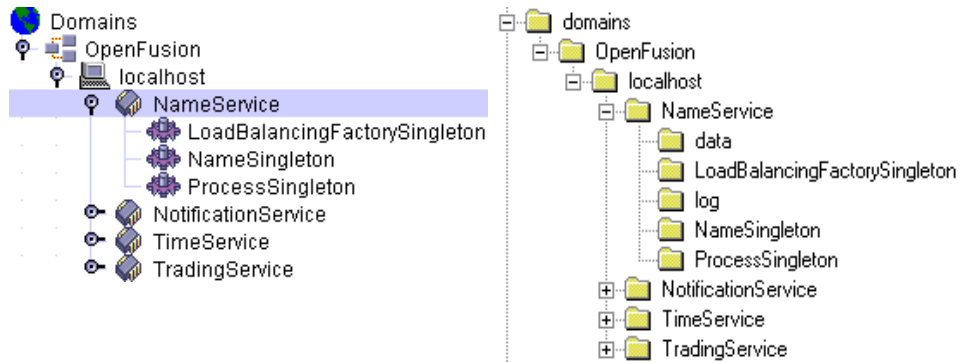 Domains
OpenFusion
localhost
NameService
LoadBalancingFactorySingleton
NameSingleton
ProcessSingleton
NotificationService
TimeService
TradingService
domains
OpenFusion
localhost
NameService
data
LoadBalancingFactorySingleton
log
NameSingleton
ProcessSingleton
NotificationService
TimeService
TradingService